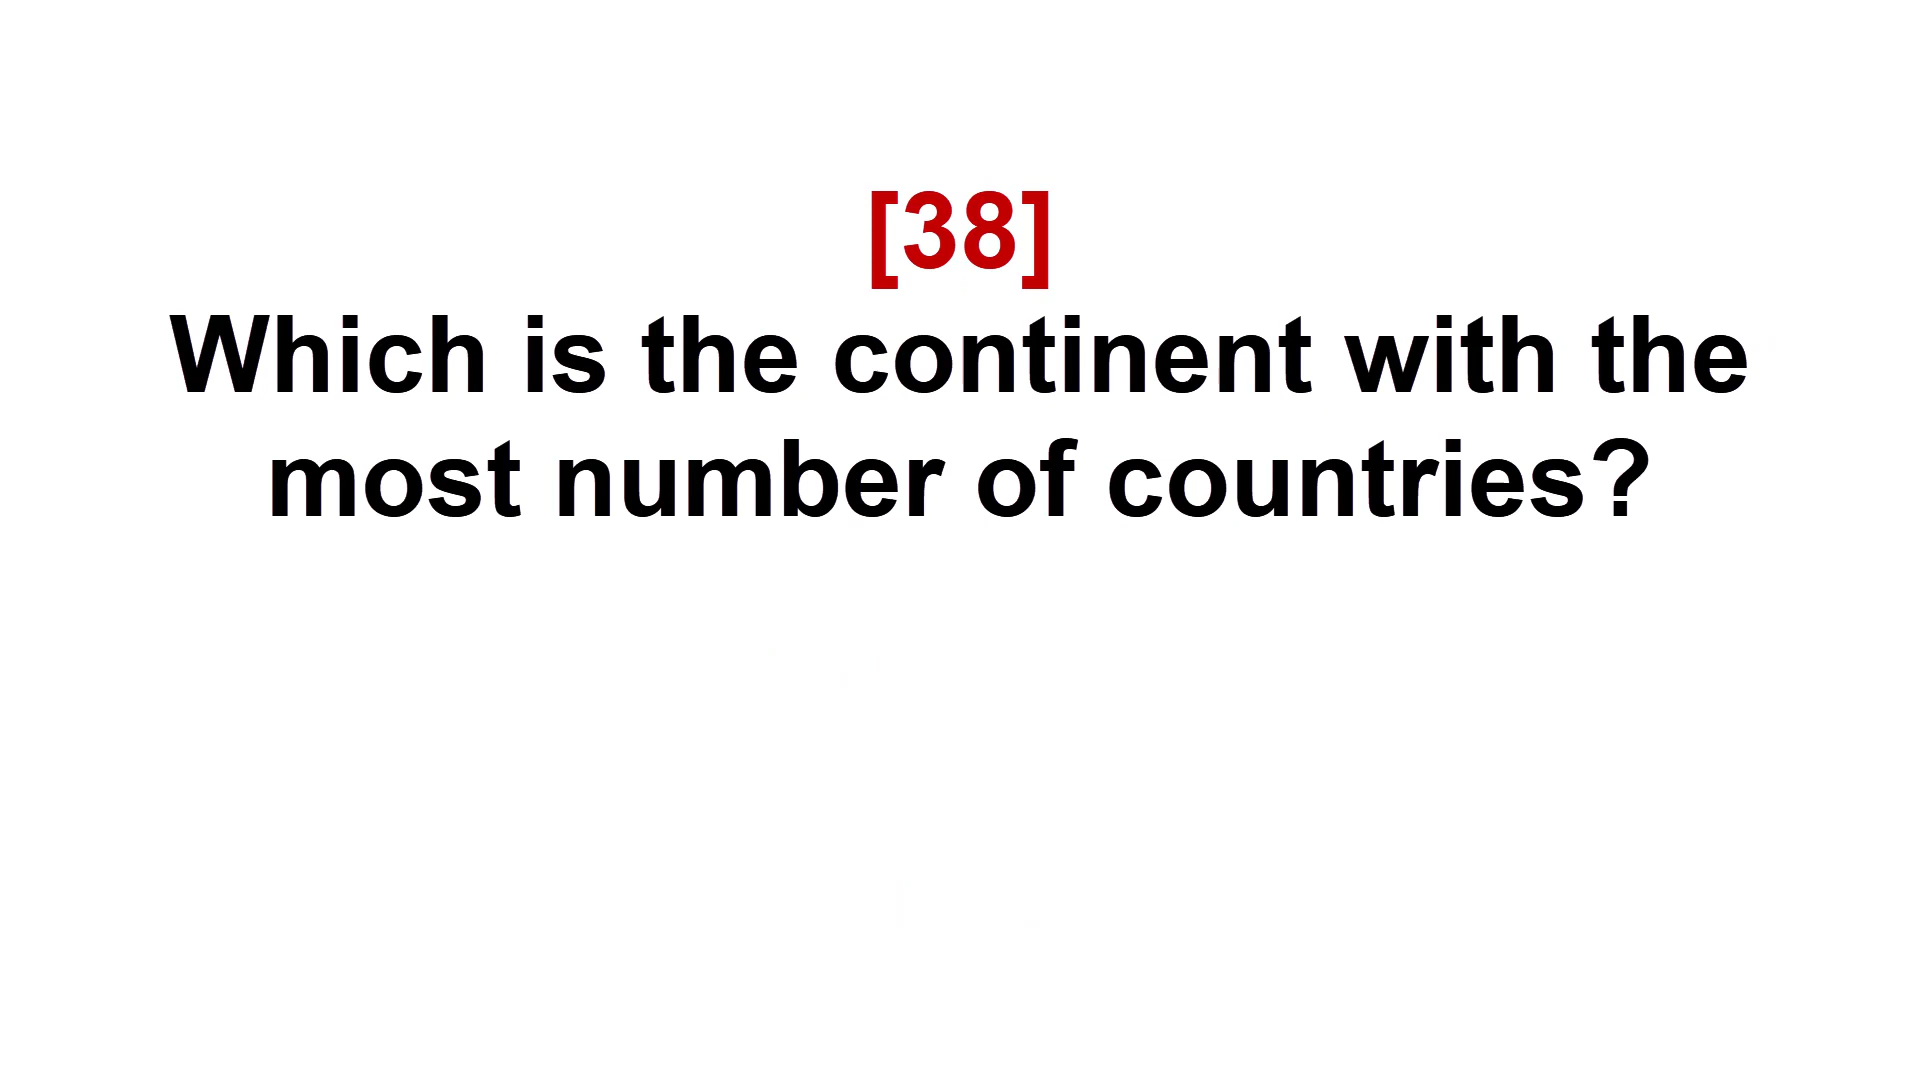 [38]
Which is the continent with the
most number of countries?